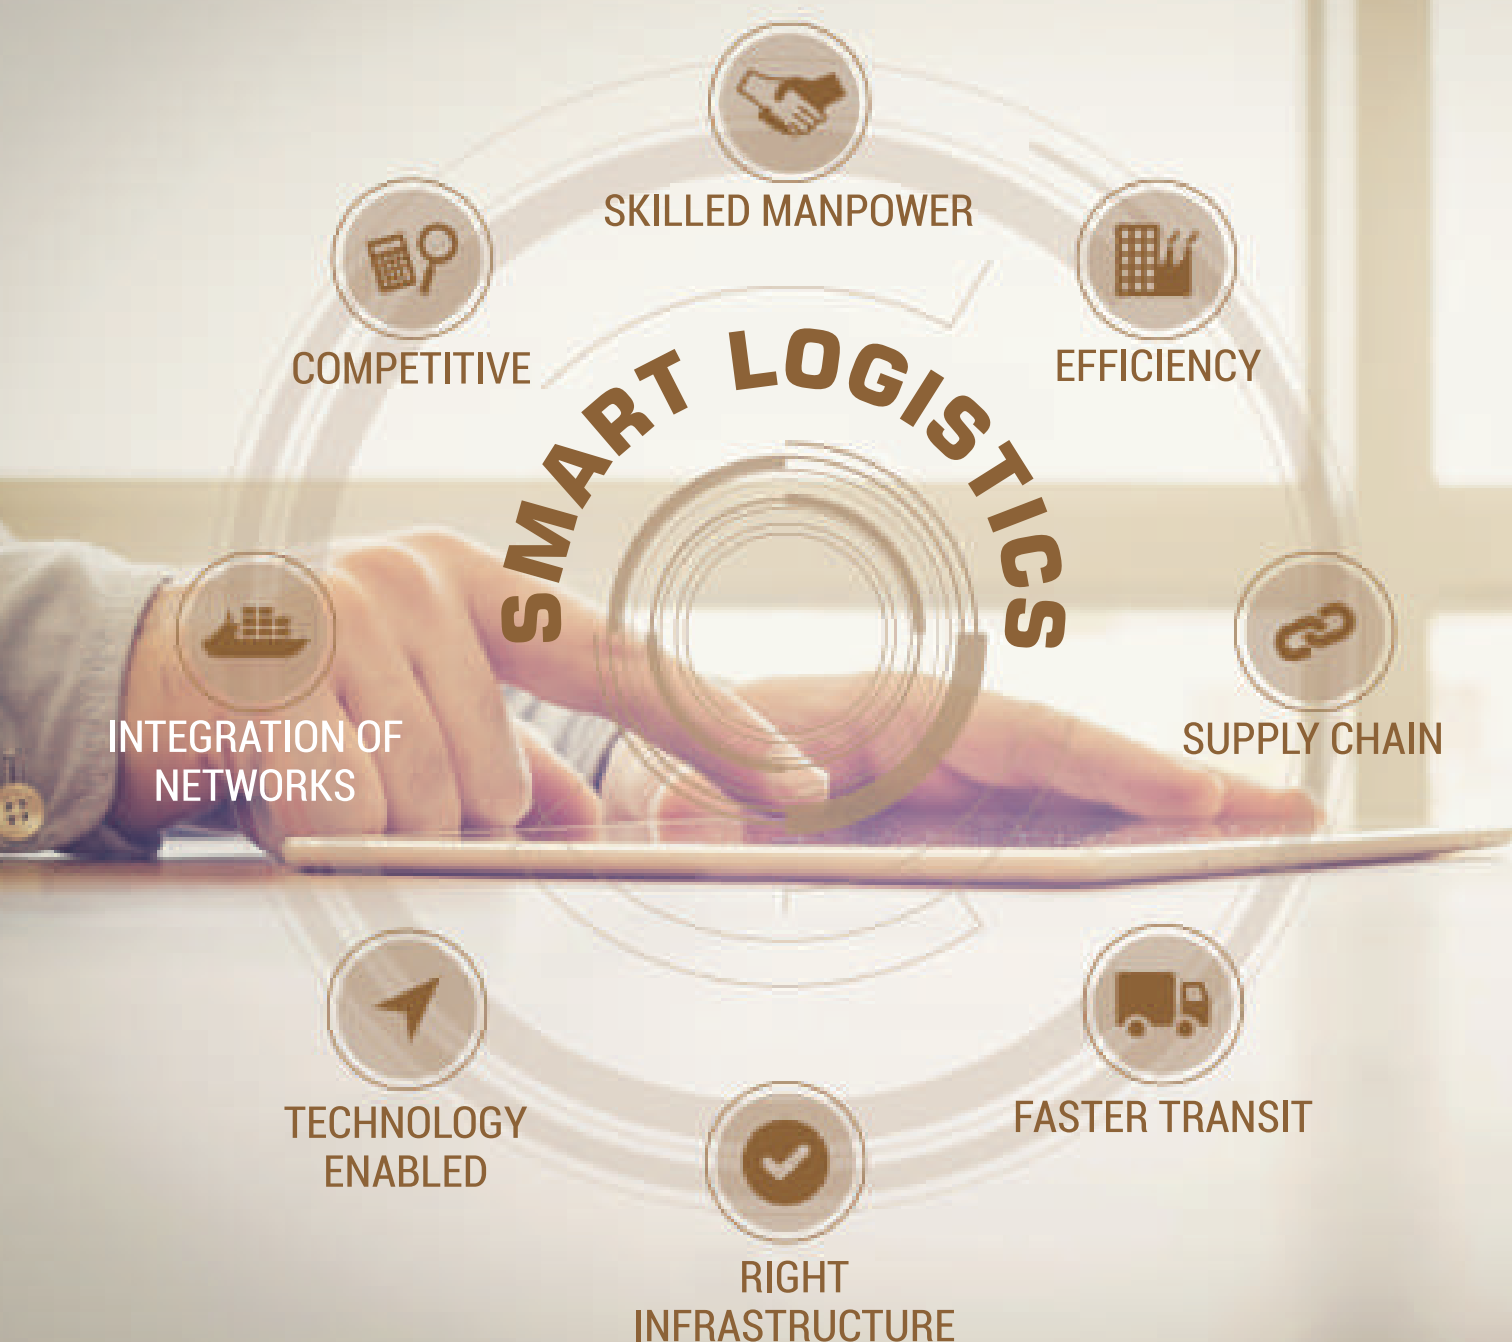 SKILLED MANPOWER
COMPETITIVE
EFFICIENCY
SMART LOGISTICS
INTEGRATION OF
NETWORKS
SUPPLY CHAIN
TECHNOLOGY
ENABLED
FASTER TRANSIT
RIGHT
INFRASTRUCTURE